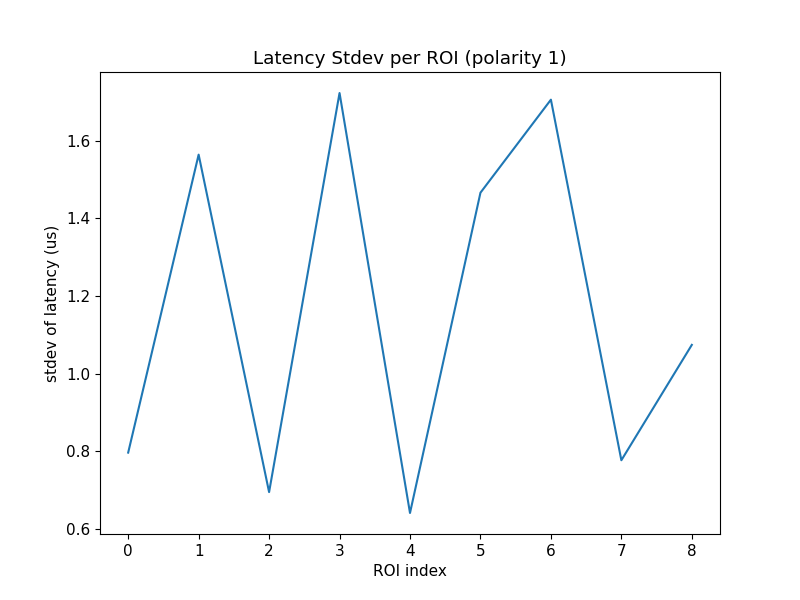 Latency Stdev per ROI (polarity 1)
stdev of latency (us)
1.6
1.4
1.2
1.0
0.8
0.6
0 1 2 3 4 5 6 7 8
ROI index